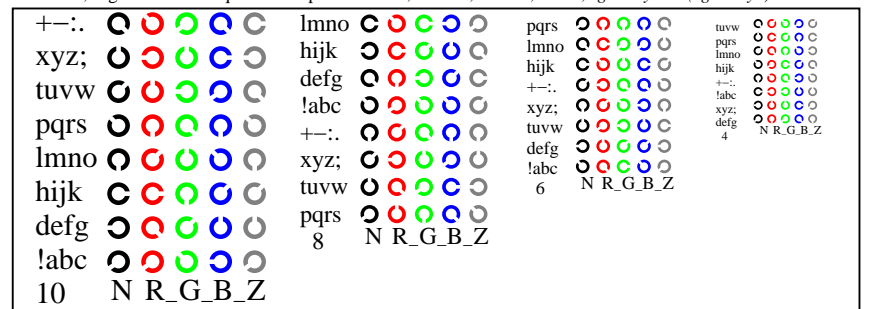 +−:.
xyz;
tuvw
pqrs
lmno
hijk
defg
!abc
10 N R_G_B_Z
lmno
hijk
defg
!abc
+−:.
xyz;
tuvw
pqrs
8 N R_G_B_Z
pqrs
lmno
hijk
+−:.
xyz;
tuvw
defg
!abc
6 N R_G_B_Z
tuvw
pqrs
lmno
hijk
+−:.
!abc
xyz;
defg
4 N R_G_B_Z